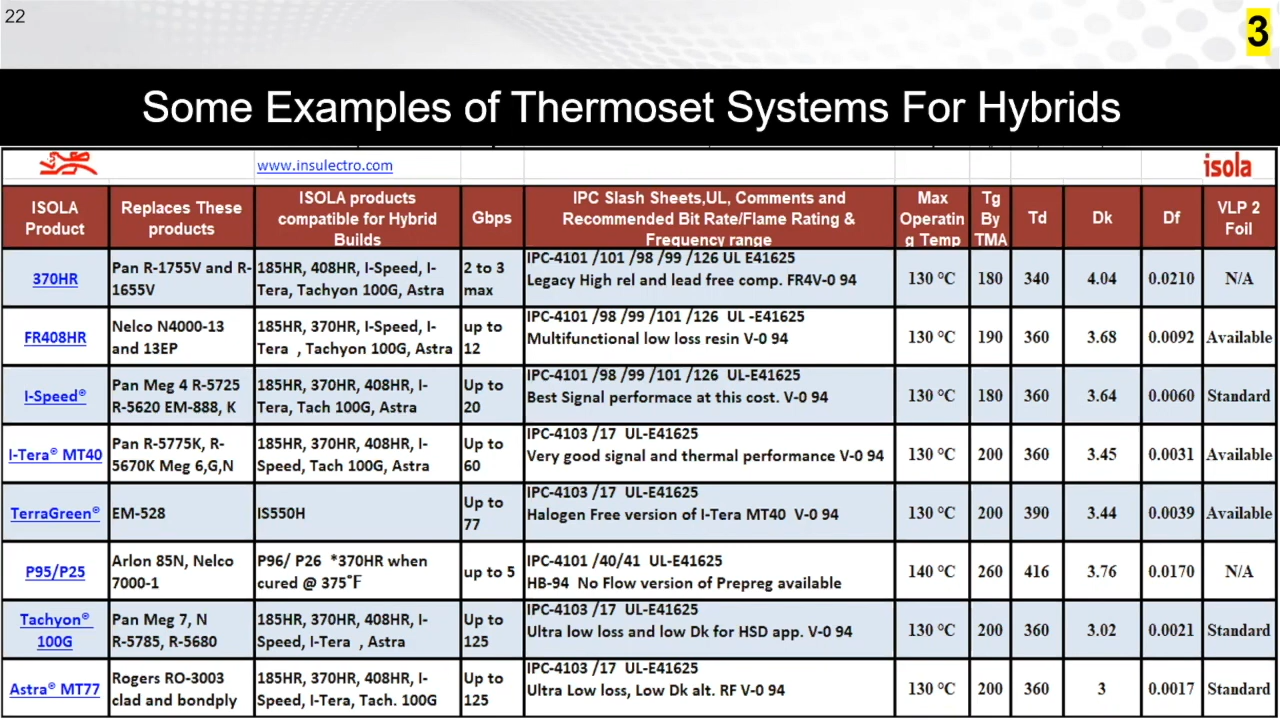 22
3
Some Examples of Thermoset Systems For Hybrids
www.insulectro.com
isola
ISOLA Product | Replaces These products | ISOLA products compatible for Hybrid Builds | Gbps | IPC Slash Sheets,UL, Comments and Recommended Bit Rate/Flame Rating & Frequency range | Max Operating Temp | Tg By TMA | Td | Dk | Df | VLP 2 Foil
370HR | Pan R-1755V and R-1655V | 185HR, 408HR, I-Speed, I-Tera, Tachyon 100G, Astra | 2 to 3 max | IPC-4101 /101 /98 /99 /126 UL E41625 Legacy High rel and lead free comp. FR4V-0 94 | 130 °C | 180 | 340 | 4.04 | 0.0210 | N/A
FR408HR | Nelco N4000-13 and 13EP | 185HR, 370HR, I-Speed, I-Tera , Tachyon 100G, Astra | up to 12 | IPC-4101 /98 /99 /101 /126 UL -E41625 Multifunctional low loss resin V-0 94 | 130 °C | 190 | 360 | 3.68 | 0.0092 | Available
I-Speed® | Pan Meg 4 R-5725 R-5620 EM-888, K | 185HR, 370HR, 408HR, I-Tera, Tach 100G, Astra | Up to 20 | IPC-4101 /98 /99 /101 /126 UL-E41625 Best Signal performace at this cost. V-0 94 | 130 °C | 180 | 360 | 3.64 | 0.0060 | Standard
I-Tera® MT40 | Pan R-5775K, R-5670K Meg 6,G,N | 185HR, 370HR, 408HR, I-Speed, Tach 100G, Astra | Up to 60 | IPC-4103 /17 UL-E41625 Very good signal and thermal performance V-0 94 | 130 °C | 200 | 360 | 3.45 | 0.0031 | Available
TerraGreen® | EM-528 | IS550H | Up to 77 | IPC-4103 /17 UL-E41625 Halogen Free version of I-Tera MT40 V-0 94 | 130 °C | 200 | 390 | 3.44 | 0.0039 | Available
P95/P25 | Arlon 85N, Nelco 7000-1 | P96/ P26 *370HR when cured @ 375°F | up to 5 | IPC-4101 /40/41 UL-E41625 HB-94 No Flow version of Prepreg available | 140 °C | 260 | 416 | 3.76 | 0.0170 | N/A
Tachyon® 100G | Pan Meg 7, N R-5785, R-5680 | 185HR, 370HR, 408HR, I-Speed, I-Tera , Astra | Up to 125 | IPC-4103 /17 UL-E41625 Ultra low loss and low Dk for HSD app. V-0 94 | 130 °C | 200 | 360 | 3.02 | 0.0021 | Standard
Astra® MT77 | Rogers RO-3003 clad and bondply | 185HR, 370HR, 408HR, I-Speed, I-Tera, Tach. 100G | Up to 125 | IPC-4103 /17 UL-E41625 Ultra Low loss, Low Dk alt. RF V-0 94 | 130 °C | 200 | 360 | 3 | 0.0017 | Standard